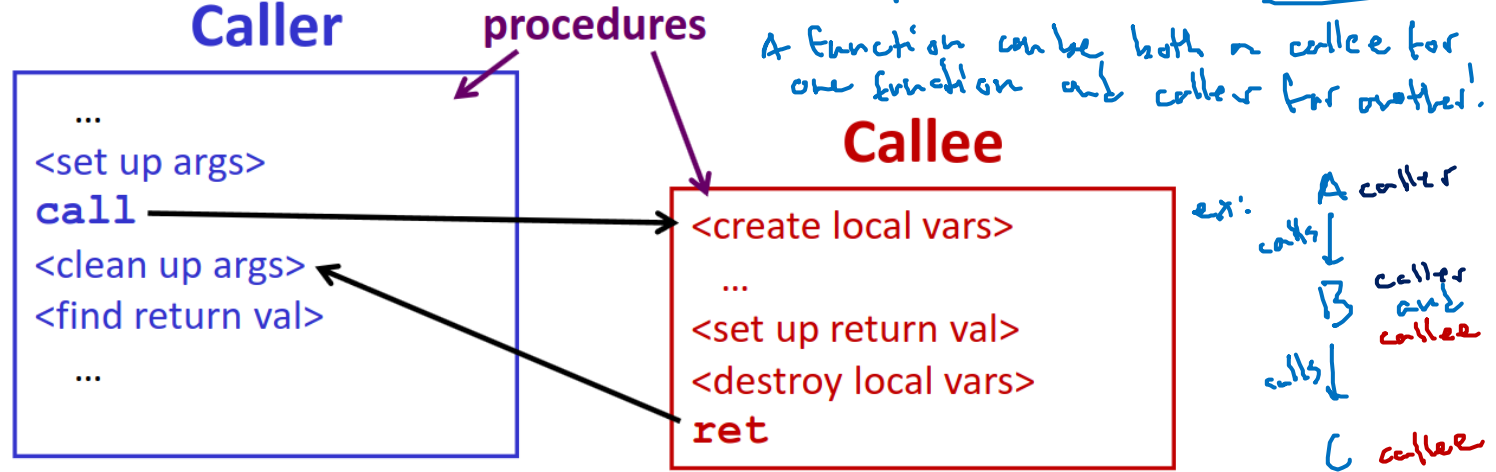 Caller
procedures
A function can be both a callee for
one function and caller for another!
...
<set up args>
call
<clean up args>
<find return val>
...
Callee
<create local vars>
...
<set up return val>
<destroy local vars>
ret
ex:
A caller
calls
B caller
and
callee
calls
C callee